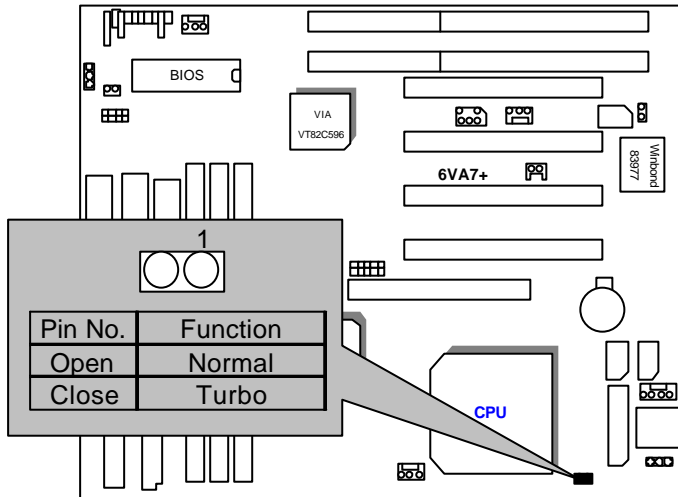 BIOS
VIA
VT82C596
Winbond
83977
6VA7+
1
Pin No. Function
Open Normal
Close Turbo
CPU